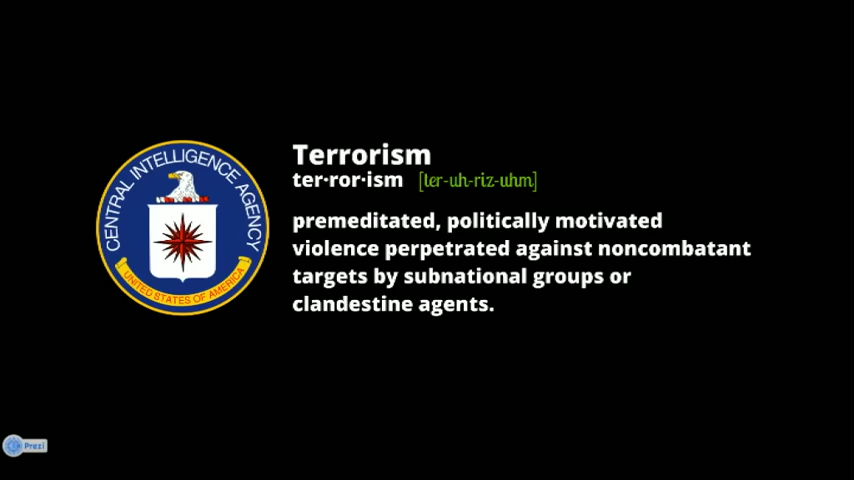 CENTRAL INTELLIGENCE AGENCY
UNITED STATES OF AMERICA
Terrorism
ter·ror·ism [ter-uh-riz-uhm]
premeditated, politically motivated
violence perpetrated against noncombatant
targets by subnational groups or
clandestine agents.
Prezi